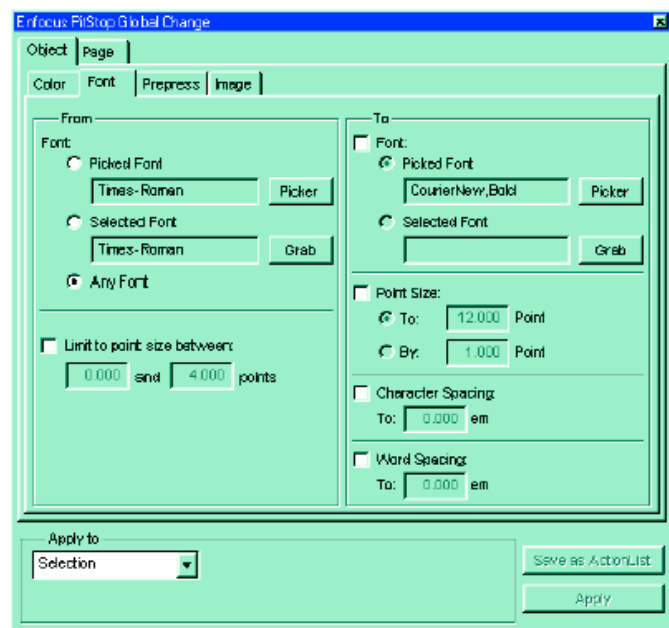 Enfocus PitStop Global Change
Object Page
Color Font Prepress Image
From
Font:
Picked Font
Times-Roman Picker
Selected Font
Times-Roman Grab
Any Font
Limit to point size between:
0.000 and 4.000 points
To
Font:
Picked Font
CourierNew,Bold Picker
Selected Font
Grab
Point Size:
To: 12.000 Point
By: 1.000 Point
Character Spacing:
To: 0.000 em
Word Spacing:
To: 0.000 em
Apply to
Selection
Save as ActionList
Apply